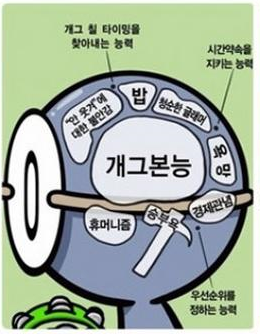 개그 칠 타이밍을
찾아내는 능력
시간약속을
지키는 능력
"안 웃겨"에
대한 불안감
밥
청순한 글래머
욕망
개그본능
휴머니즘
승부욕
경제관념
우선순위를
정하는 능력